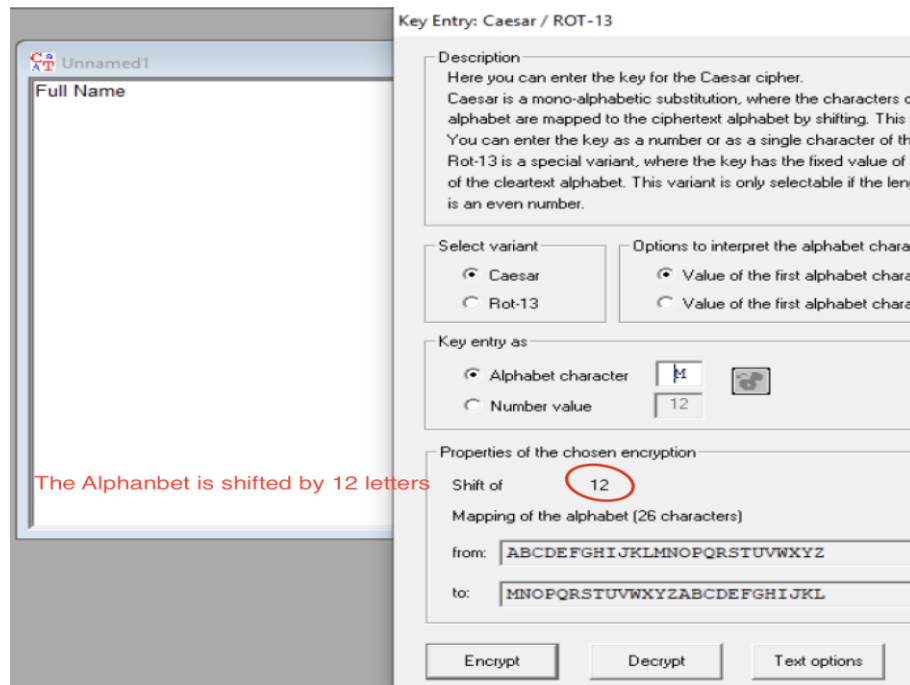 Key Entry: Caesar / ROT-13
Unnamed1
Full Name
Description
Here you can enter the key for the Caesar cipher.
Caesar is a mono-alphabetic substitution, where the characters
alphabet are mapped to the ciphertext alphabet by shifting. This
You can enter the key as a number or as a single character of
Rot-13 is a special variant, where the key has the fixed value of
of the cleartext alphabet. This variant is only selectable if the
is an even number.
Select variant
Caesar
Rot-13
Options to interpret the alphabet
Value of the first alphabet
Value of the first alphabet
Key entry as
Alphabet character M
Number value 12
Properties of the chosen encryption
The Alphanbet is shifted by 12 letters
Shift of 12
Mapping of the alphabet (26 characters)
from: ABCDEFGHIJKLMNOPQRSTUVWXYZ
to: MNOPQRSTUVWXYZABCDEFGHIJKL
Encrypt Decrypt Text options